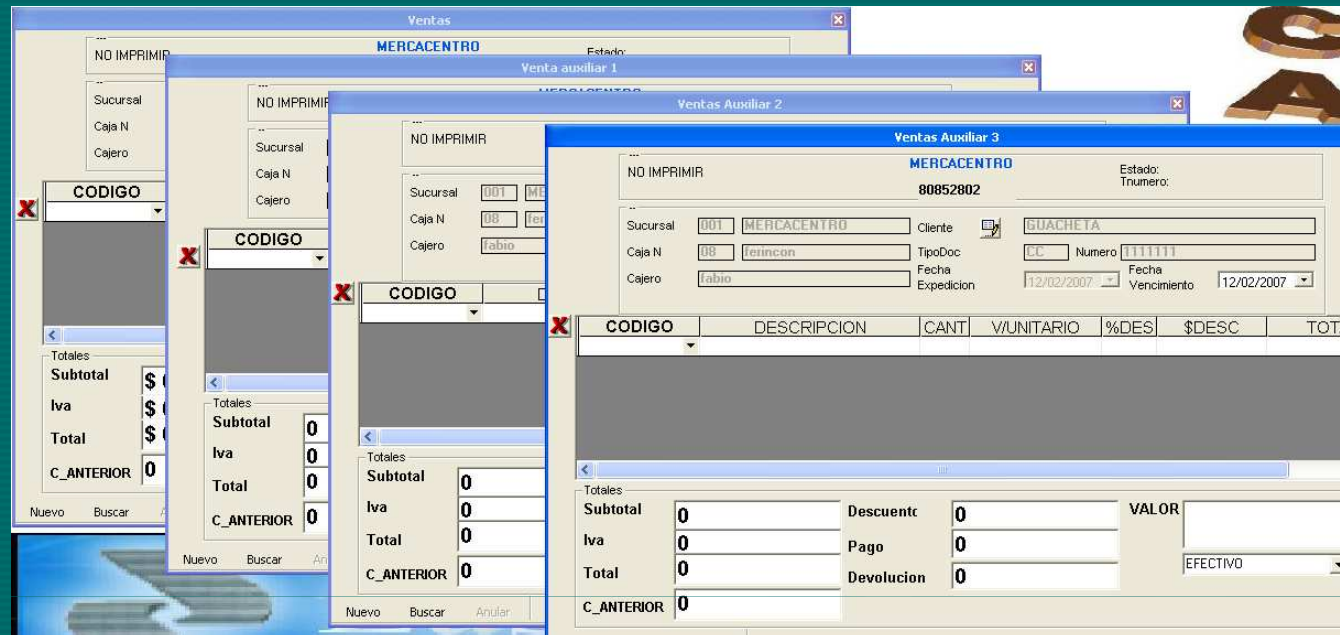 Ventas
NO IMPRIMIR
MERCACENTRO
Estado:
Sucursal
Caja N
Cajero
CODIGO
Totales
Subtotal $
Iva $
Total $
C_ANTERIOR 0
Nuevo Buscar
Venta auxiliar 1
NO IMPRIMIR
MERCACENTRO
Sucursal
Caja N
Cajero
CODIGO
Totales
Subtotal 0
Iva 0
Total 0
C_ANTERIOR 0
Nuevo Buscar An
Ventas Auxiliar 2
NO IMPRIMIR
Sucursal 001 ME
Caja N 08 fer
Cajero fabio
CODIGO D
Totales
Subtotal 0
Iva 0
Total 0
C_ANTERIOR 0
Nuevo Buscar Anular
Ventas Auxiliar 3
NO IMPRIMIR
MERCACENTRO
80852802
Estado:
Tnumero:
Sucursal 001 MERCACENTRO Cliente GUACHETA
Caja N 08 ferincon TipoDoc CC Numero 1111111
Cajero fabio Fecha Expedicion 12/02/2007 Fecha Vencimiento 12/02/2007
CODIGO DESCRIPCION CANT V/UNITARIO %DES $DESC TOT
Totales
Subtotal 0 Descuento 0 VALOR
Iva 0 Pago 0
Total 0 Devolucion 0 EFECTIVO
C_ANTERIOR 0
C
A